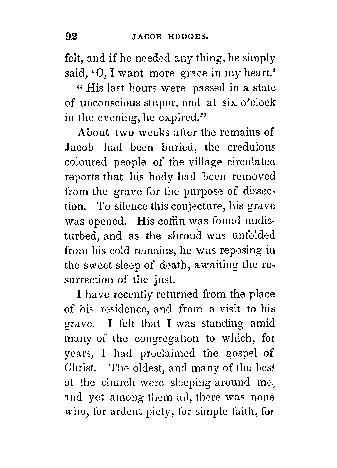 92 JACOB HODGES.
felt, and if he needed any thing, he simply
said, 'O, I want more grace in my heart.'
" His last hours were passed in a state
of unconscious stupor, and at six o'clock
in the evening, he expired."
About two weeks after the remains of
Jacob had been buried, the credulous
coloured people of the village circulated
reports that his body had been removed
from the grave for the purpose of dissec-
tion. To silence this conjecture, his grave
was opened. His coffin was found undis-
turbed, and as the shroud was unfolded
from his cold remains, he was reposing in
the sweet sleep of death, awaiting the re-
surrection of the just.
I have recently returned from the place
of his residence, and from a visit to his
grave. I felt that I was standing amid
many of the congregation to which, for
years, I had proclaimed the gospel of
Christ. The oldest, and many of the best
of the church were sleeping around me,
and yet among them all, there was none
who, for ardent piety, for simple faith, for